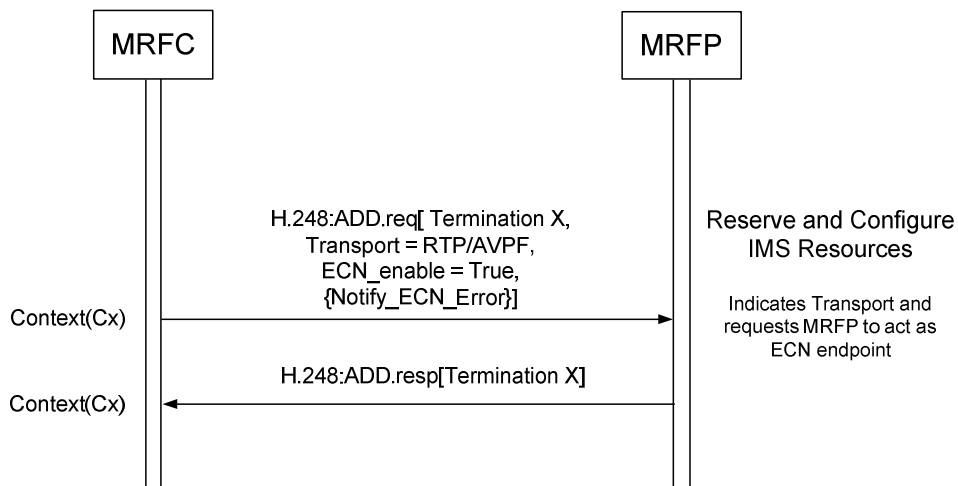 MRFC
MRFP
H.248:ADD.req[ Termination X,
Transport = RTP/AVPF,
ECN_enable = True,
{Notify_ECN_Error}]
Reserve and Configure
IMS Resources
Context(Cx)
Indicates Transport and
requests MRFP to act as
ECN endpoint
H.248:ADD.resp[Termination X]
Context(Cx)